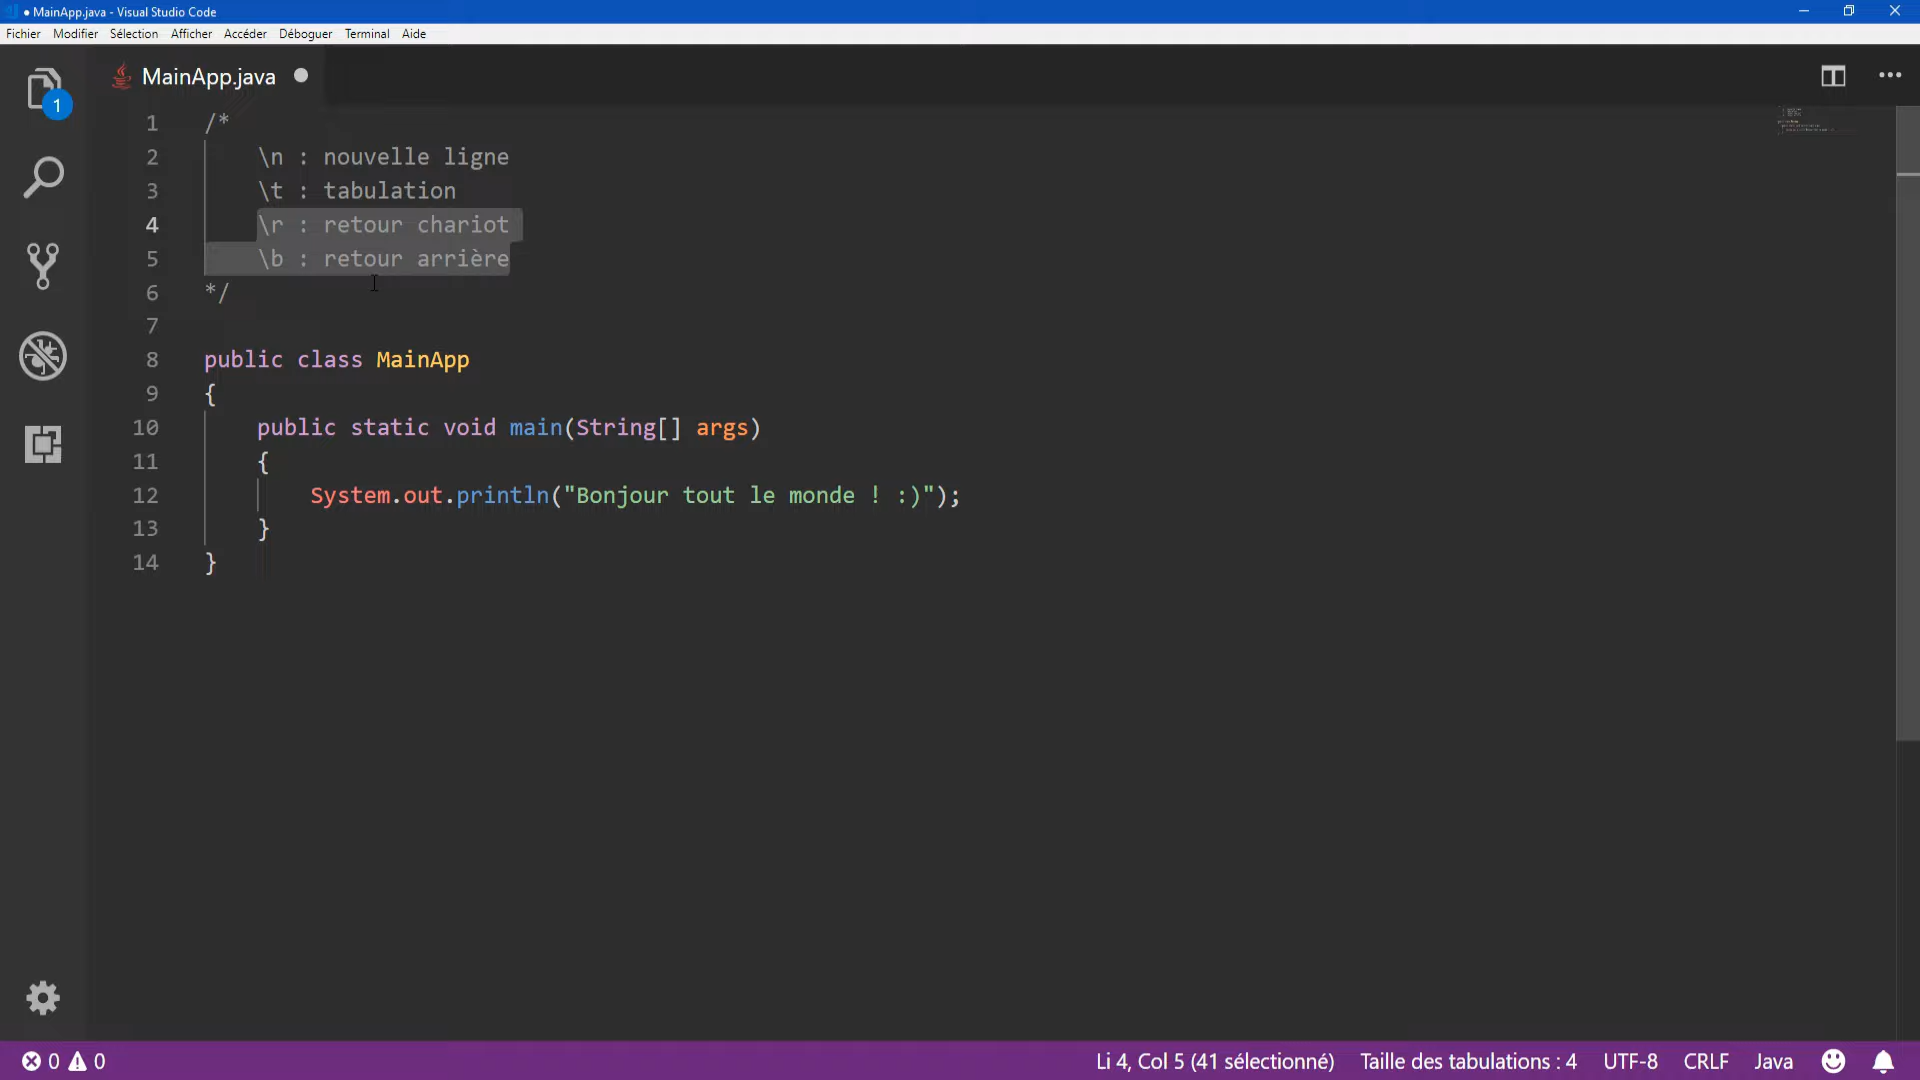 ● MainApp.java - Visual Studio Code
Fichier Modifier Sélection Afficher Accéder Déboguer Terminal Aide
MainApp.java
1
1 /*
2 \n : nouvelle ligne
3 \t : tabulation
4 \r : retour chariot
5 \b : retour arrière
6 */
7
8 public class MainApp
9 {
10 public static void main(String[] args)
11 {
12 System.out.println("Bonjour tout le monde ! :)");
13 }
14 }
0 0 Li 4, Col 5 (41 sélectionné) Taille des tabulations : 4 UTF-8 CRLF Java